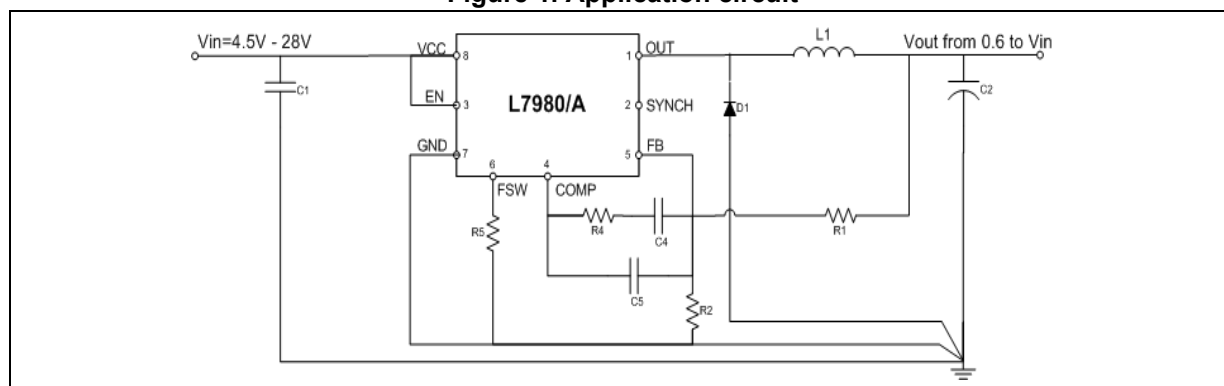 Figure 1. Application circuit
Vin=4.5V - 28V
VCC
8
1
OUT
L1
Vout from 0.6 to Vin
C1
EN
3
L7980/A
2
SYNCH
D1
C2
GND
7
5
FB
6
4
FSW
COMP
R5
R4
C4
R1
C5
R2